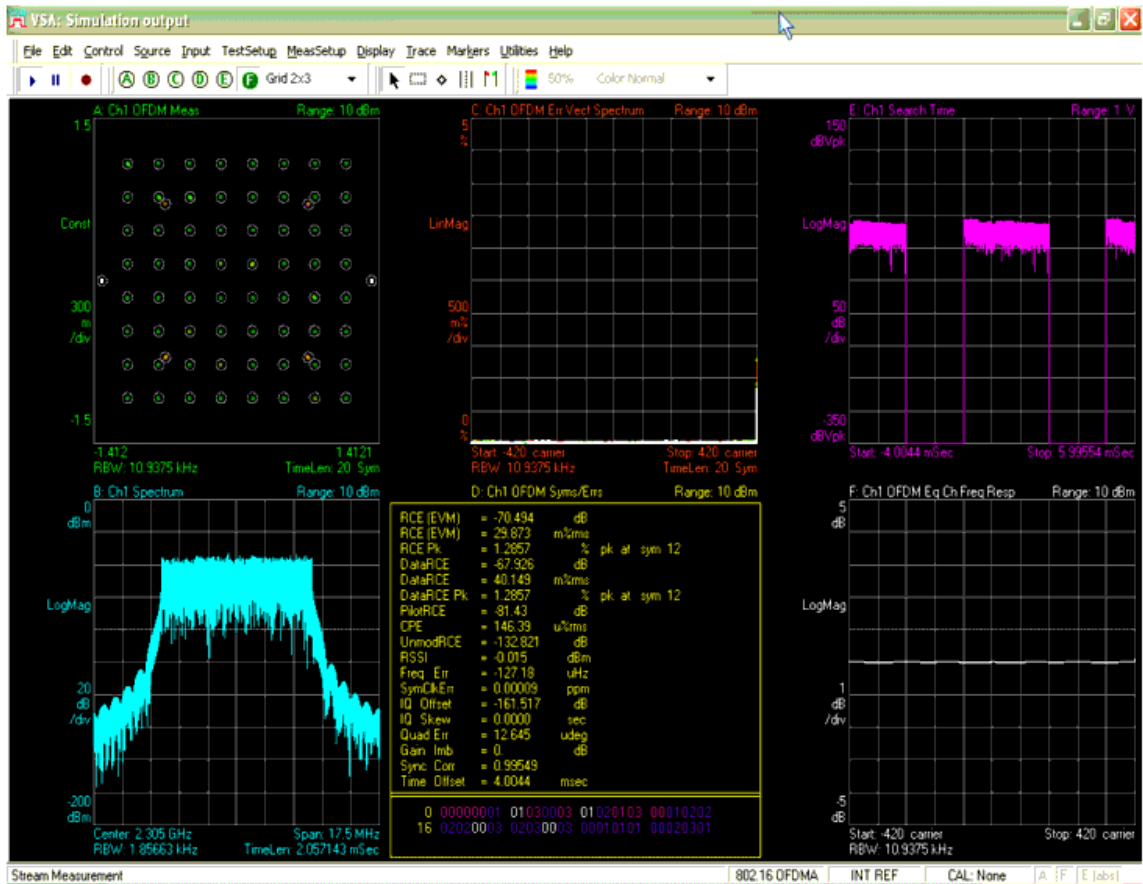 VSA: Simulation output
File Edit Control Source Input TestSetup MeasSetup Display Trace Markers Utilities Help
A B C D E F Grid 2x3 50% Color Normal
A: Ch1 OFDM Meas Range: 10 dBm
1.5
Const
300
m
/div
-1.5
-1.412 1.4121
RBW: 10.9375 kHz TimeLen: 20 Sym
C: Ch1 OFDM Err Vect Spectrum Range: 10 dBm
5
%
LinMag
500
m%
/div
0
%
Start: -420 carrier Stop: 420 carrier
RBW: 10.9375 kHz TimeLen: 20 Sym
E: Ch1 Search Time Range: 1 V
150
dBVpk
LogMag
50
dB
/div
-350
dBVpk
Start: -4.0044 mSec Stop: 5.99554 mSec
B: Ch1 Spectrum Range: 10 dBm
0
dBm
LogMag
20
dB
/div
-200
dBm
Center: 2.305 GHz Span: 17.5 MHz
RBW: 1.85663 kHz TimeLen: 2.057143 mSec
D: Ch1 OFDM Syms/Errs Range: 10 dBm
RCE (EVM) = -70.494 dB
RCE (EVM) = 29.873 m%rms
RCE Pk = 1.2857 % pk at sym 12
DataRCE = -67.926 dB
DataRCE = 40.149 m%rms
DataRCE Pk = 1.2857 % pk at sym 12
PilotRCE = -81.43 dB
CPE = 146.39 u%rms
UnmodRCE = -132.821 dB
RSSI = -0.015 dBm
Freq Err = -127.18 uHz
SymClkErr = 0.00009 ppm
IQ Offset = -161.517 dB
IQ Skew = 0.0000 sec
Quad Err = 12.645 udeg
Gain Imb = 0. dB
Sync Corr = 0.99549
Time Offset = 4.0044 msec
0 00000001 01030003 01020103 00010202
16 02020003 02030003 00010101 00020301
F: Ch1 OFDM Eq Ch Freq Resp Range: 10 dBm
5
dB
LogMag
1
dB
/div
-5
dB
Start: -420 carrier Stop: 420 carrier
RBW: 10.9375 kHz
Stream Measurement 802.16 OFDMA INT REF CAL: None A F E [abs]